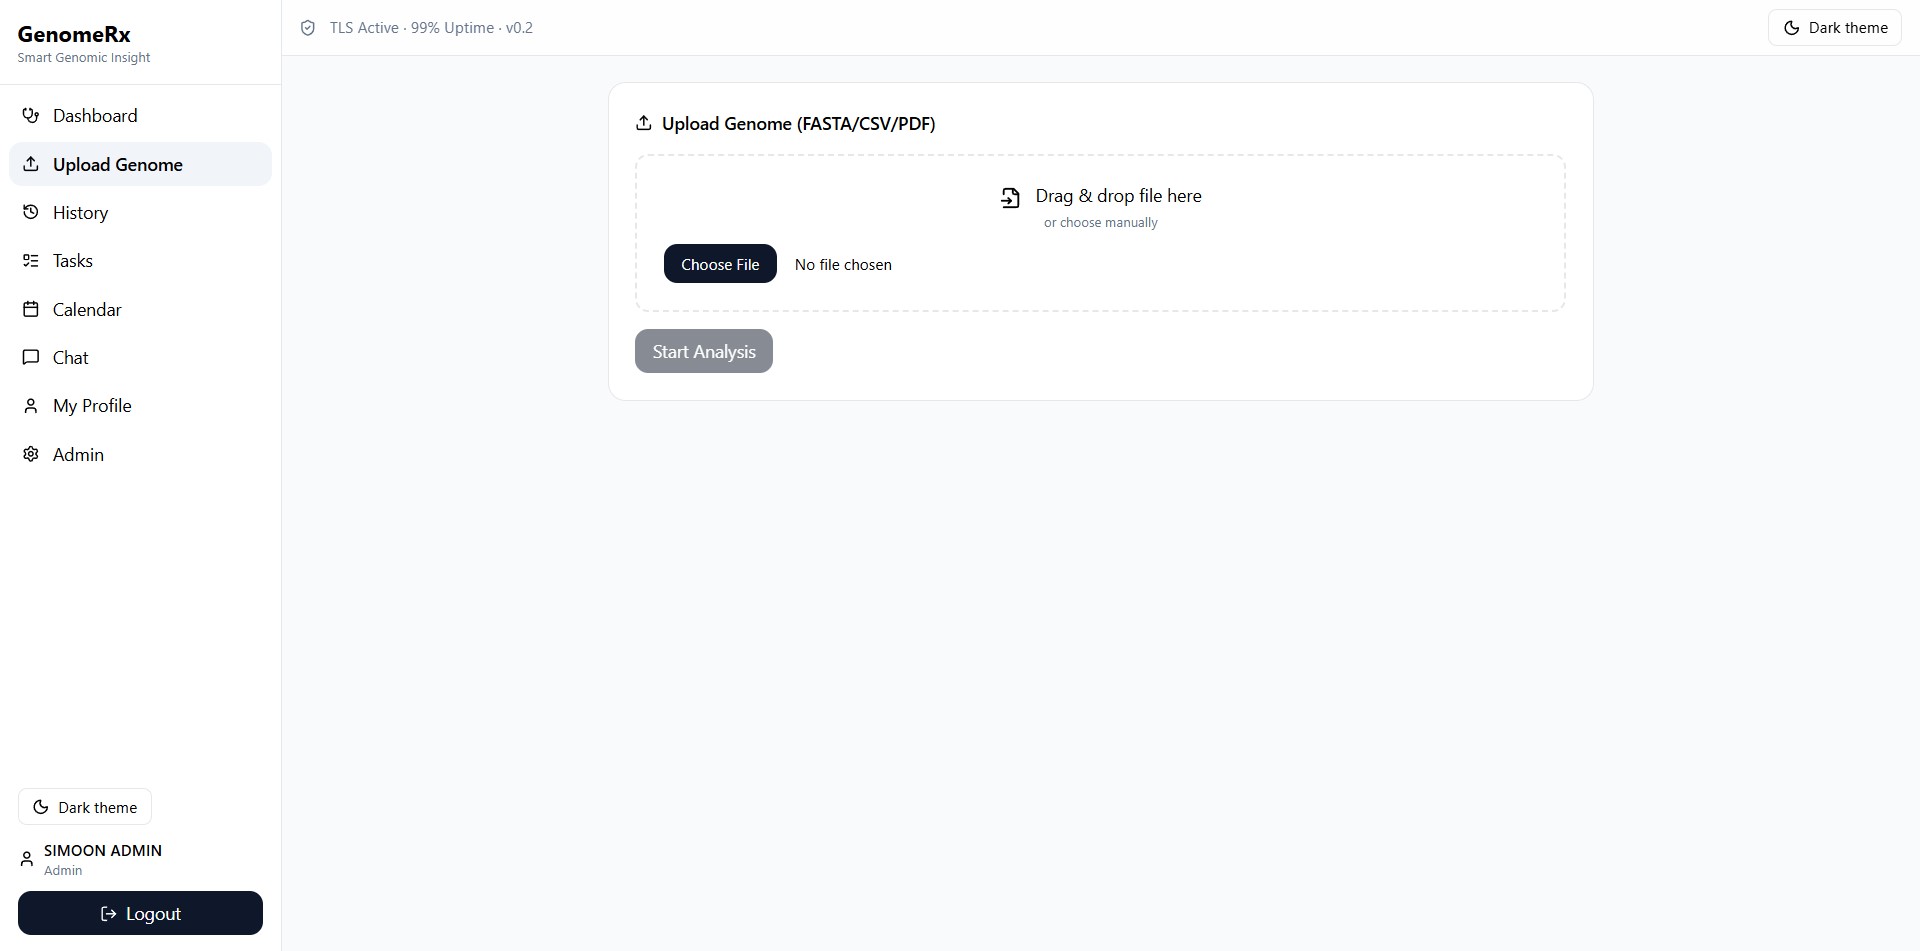 GenomeRx
Smart Genomic Insight
Dashboard
Upload Genome
History
Tasks
Calendar
Chat
My Profile
Admin
Dark theme
SIMOON ADMIN
Admin
Logout
TLS Active · 99% Uptime · v0.2
Dark theme
Upload Genome (FASTA/CSV/PDF)
Drag & drop file here
or choose manually
Choose File No file chosen
Start Analysis